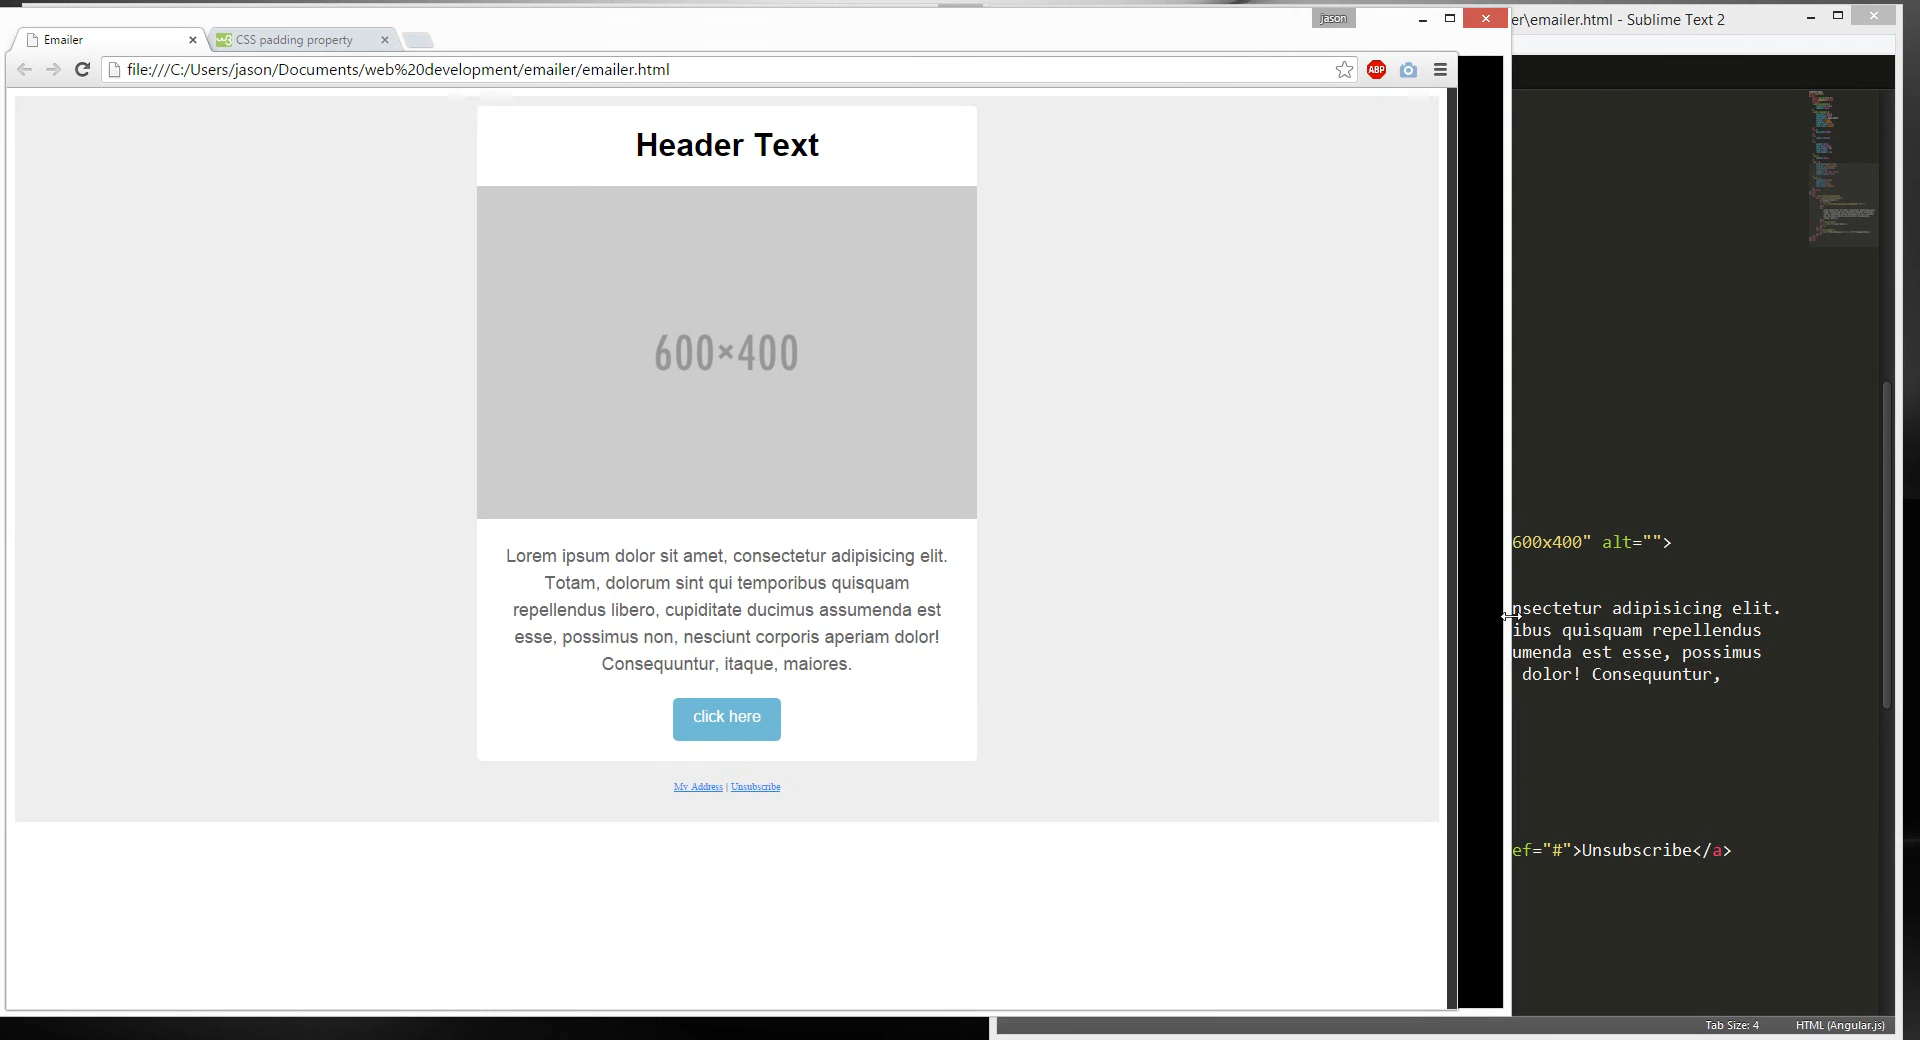 jason
er\emailer.html - Sublime Text 2
Emailer
W3
CSS padding property
file:///C:/Users/jason/Documents/web%20development/emailer/emailer.html
ABP
Header Text
600×400
Lorem ipsum dolor sit amet, consectetur adipisicing elit.
Totam, dolorum sint qui temporibus quisquam
repellendus libero, cupiditate ducimus assumenda est
esse, possimus non, nesciunt corporis aperiam dolor!
Consequuntur, itaque, maiores.
click here
My Address | Unsubscribe
600x400" alt="">
nsectetur adipisicing elit.
ibus quisquam repellendus
umenda est esse, possimus
dolor! Consequuntur,
ef="#">Unsubscribe</a>
Tab Size: 4
HTML (Angular.js)